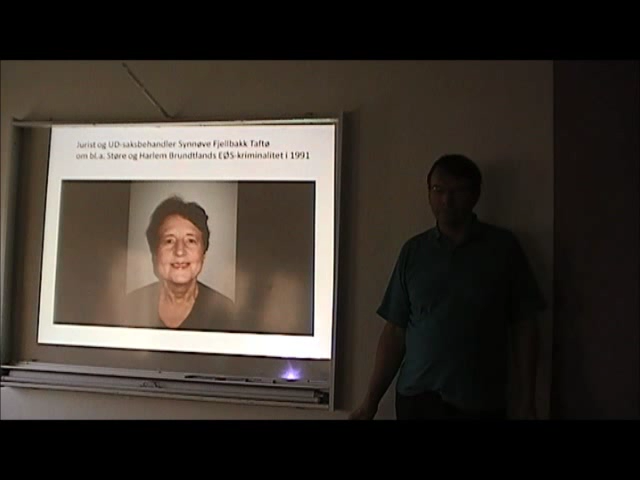 Jurist og UD-saksbehandler Synnøve Fjellbakk Taftø
om bl.a. Støre og Harlem Brundtlands EØS-kriminalitet i 1991